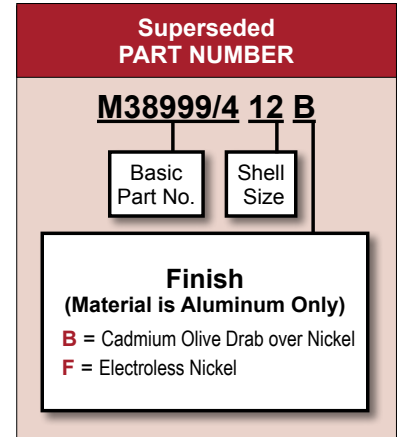 Superseded
PART NUMBER
M38999/4 12 B
Basic
Part No.
Shell
Size
Finish
(Material is Aluminum Only)
B = Cadmium Olive Drab over Nickel
F = Electroless Nickel